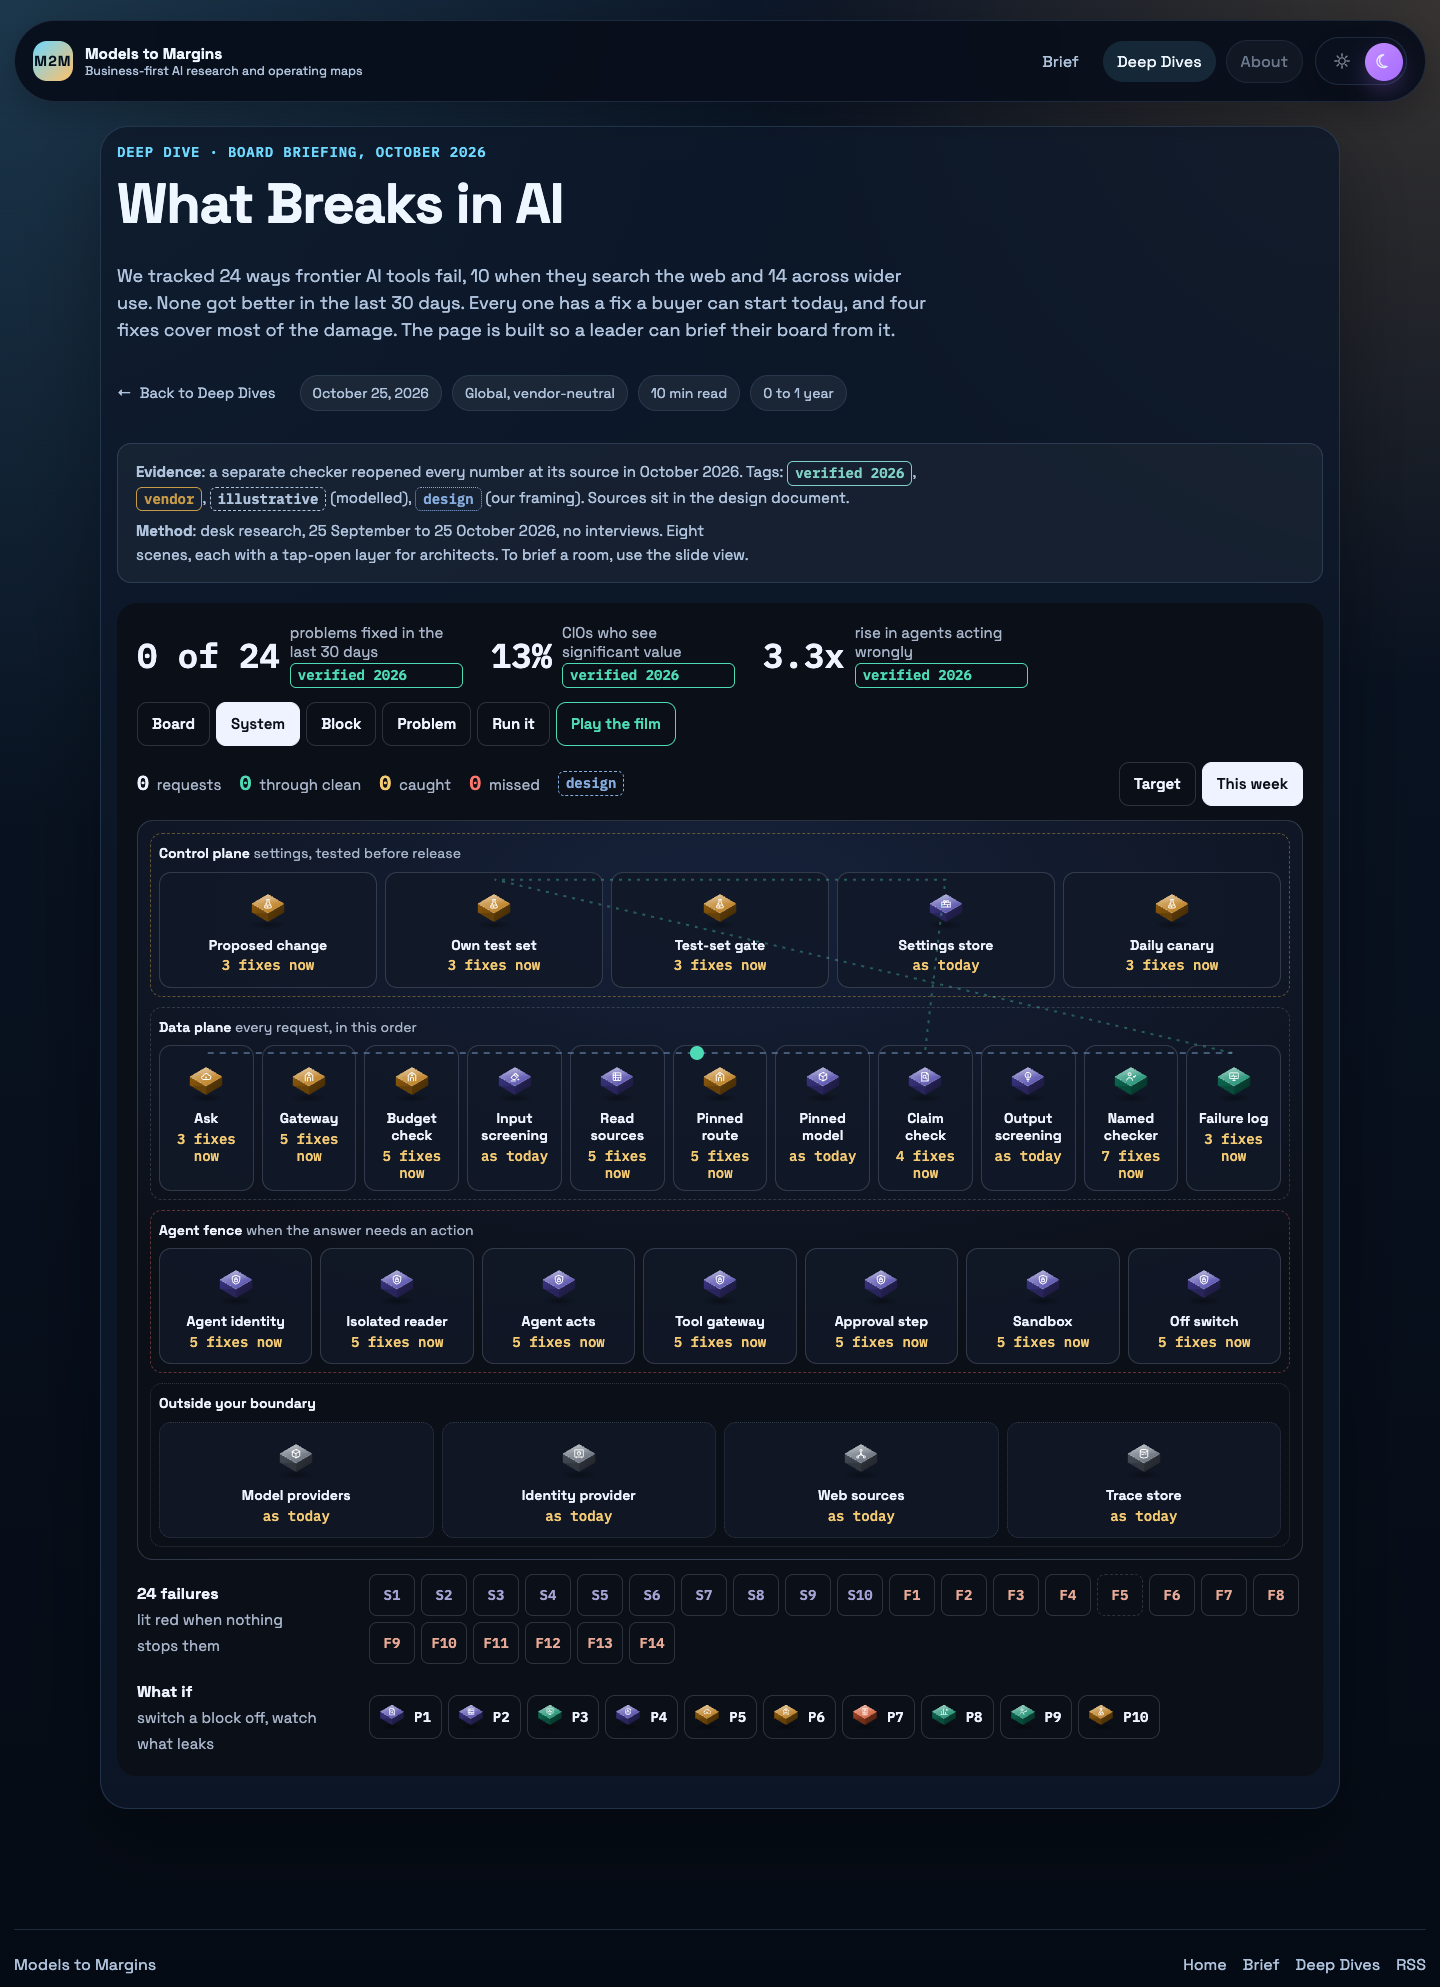 M2M
Models to Margins
Business-first AI research and operating maps
Brief
Deep Dives
About
DEEP DIVE · BOARD BRIEFING, OCTOBER 2026
What Breaks in AI
We tracked 24 ways frontier AI tools fail, 10 when they search the web and 14 across wider
use. None got better in the last 30 days. Every one has a fix a buyer can start today, and four
fixes cover most of the damage. The page is built so a leader can brief their board from it.
← Back to Deep Dives
October 25, 2026
Global, vendor-neutral
10 min read
0 to 1 year
Evidence: a separate checker reopened every number at its source in October 2026. Tags: verified 2026,
vendor, illustrative (modelled), design (our framing). Sources sit in the design document.
Method: desk research, 25 September to 25 October 2026, no interviews. Eight
scenes, each with a tap-open layer for architects. To brief a room, use the slide view.
0 of 24
problems fixed in the
last 30 days
verified 2026
13%
CIOs who see
significant value
verified 2026
3.3x
rise in agents acting
wrongly
verified 2026
Board
System
Block
Problem
Run it
Play the film
0 requests
0 through clean
0 caught
0 missed
design
Target
This week
Control plane settings, tested before release
Proposed change
3 fixes now
Own test set
3 fixes now
Test-set gate
3 fixes now
Settings store
as today
Daily canary
3 fixes now
Data plane every request, in this order
Ask
3 fixes
now
Gateway
5 fixes
now
Budget
check
5 fixes
now
Input
screening
as today
Read
sources
5 fixes
now
Pinned
route
5 fixes
now
Pinned
model
as today
Claim
check
4 fixes
now
Output
screening
as today
Named
checker
7 fixes
now
Failure log
3 fixes
now
Agent fence when the answer needs an action
Agent identity
5 fixes now
Isolated reader
5 fixes now
Agent acts
5 fixes now
Tool gateway
5 fixes now
Approval step
5 fixes now
Sandbox
5 fixes now
Off switch
5 fixes now
Outside your boundary
Model providers
as today
Identity provider
as today
Web sources
as today
Trace store
as today
24 failures
lit red when nothing
stops them
S1 S2 S3 S4 S5 S6 S7 S8 S9 S10 F1 F2 F3 F4 F5 F6 F7 F8
F9 F10 F11 F12 F13 F14
What if
switch a block off, watch
what leaks
P1 P2 P3 P4 P5 P6 P7 P8 P9 P10
Models to Margins
Home Brief Deep Dives RSS